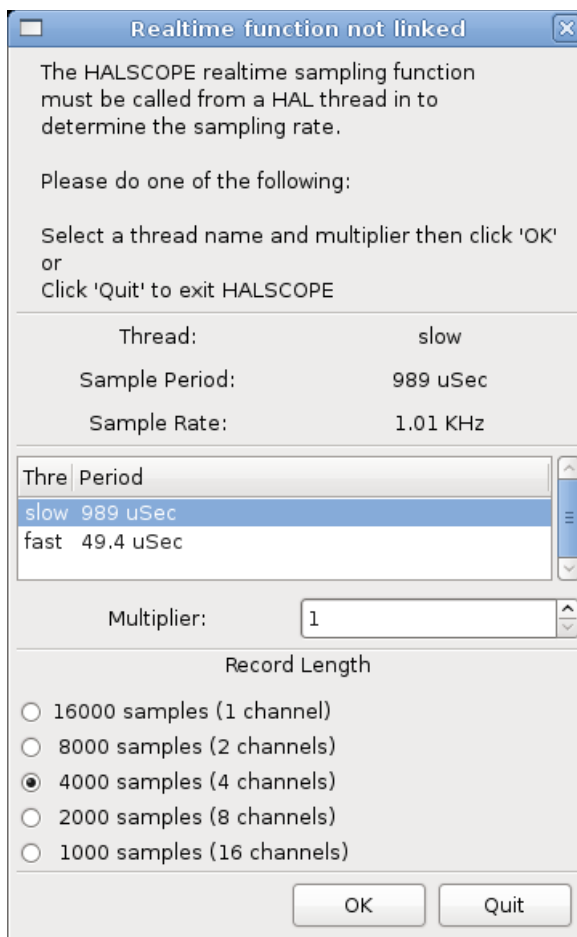 Realtime function not linked
The HALSCOPE realtime sampling function
must be called from a HAL thread in to
determine the sampling rate.
Please do one of the following:
Select a thread name and multiplier then click 'OK'
or
Click 'Quit' to exit HALSCOPE
Thread: slow
Sample Period: 989 uSec
Sample Rate: 1.01 KHz
Thre Period
slow 989 uSec
fast 49.4 uSec
Multiplier: 1
Record Length
16000 samples (1 channel)
8000 samples (2 channels)
4000 samples (4 channels)
2000 samples (8 channels)
1000 samples (16 channels)
OK Quit